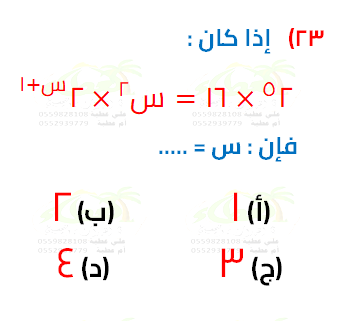 ٢٣) إذا كان :
٢^٥ × ١٦ = س^٢ × ٢^(س+١)
فإن : س = .....
(أ) ١ (ب) ٢
(ج) ٣ (د) ٤